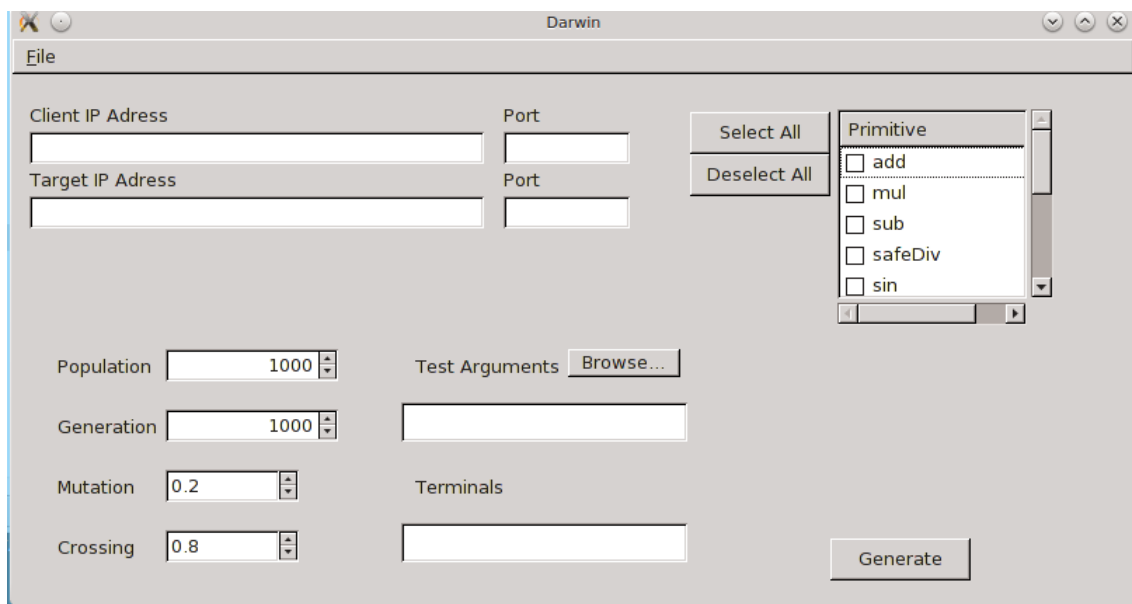 Darwin
File
Client IP Adress
Port
Target IP Adress
Port
Select All
Deselect All
Primitive
add
mul
sub
safeDiv
sin
Population 1000
Generation 1000
Mutation 0.2
Crossing 0.8
Test Arguments Browse...
Terminals
Generate